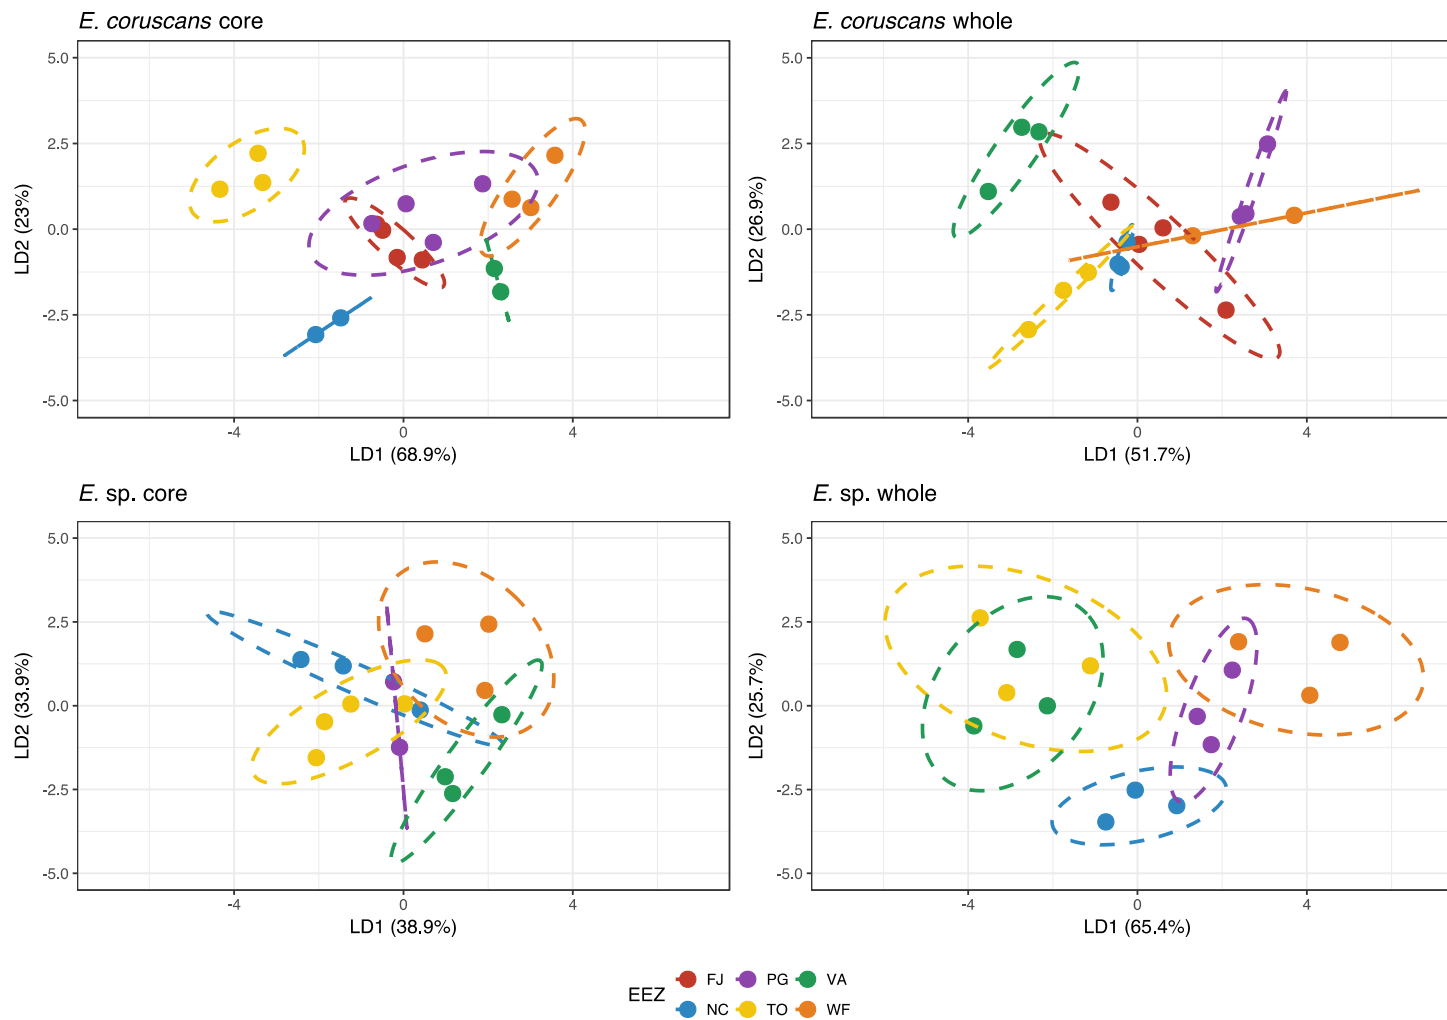 E. coruscans core
E. coruscans whole
5.0
2.5
0.0
-2.5
-5.0
LD2 (23%)
-4
0
4
LD1 (68.9%)
5.0
2.5
0.0
-2.5
-5.0
LD2 (26.9%)
-4
0
4
LD1 (51.7%)
E. sp. core
E. sp. whole
5.0
2.5
0.0
-2.5
-5.0
LD2 (33.9%)
-4
0
4
LD1 (38.9%)
5.0
2.5
0.0
-2.5
-5.0
LD2 (25.7%)
-4
0
4
LD1 (65.4%)
EEZ
FJ PG VA
NC TO WF